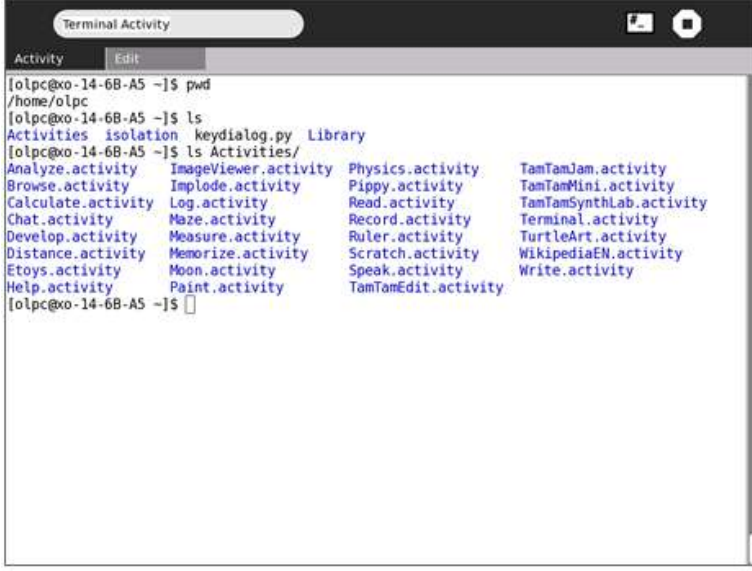 Terminal Activity
#_
Activity Edit
[olpc@xo-14-6B-A5 ~]$ pwd
/home/olpc
[olpc@xo-14-6B-A5 ~]$ ls
Activities isolation keydialog.py Library
[olpc@xo-14-6B-A5 ~]$ ls Activities/
Analyze.activity ImageViewer.activity Physics.activity TamTamJam.activity
Browse.activity Implode.activity Pippy.activity TamTamMini.activity
Calculate.activity Log.activity Read.activity TamTamSynthLab.activity
Chat.activity Maze.activity Record.activity Terminal.activity
Develop.activity Measure.activity Ruler.activity TurtleArt.activity
Distance.activity Memorize.activity Scratch.activity WikipediaEN.activity
Etoys.activity Moon.activity Speak.activity Write.activity
Help.activity Paint.activity TamTamEdit.activity
[olpc@xo-14-6B-A5 ~]$